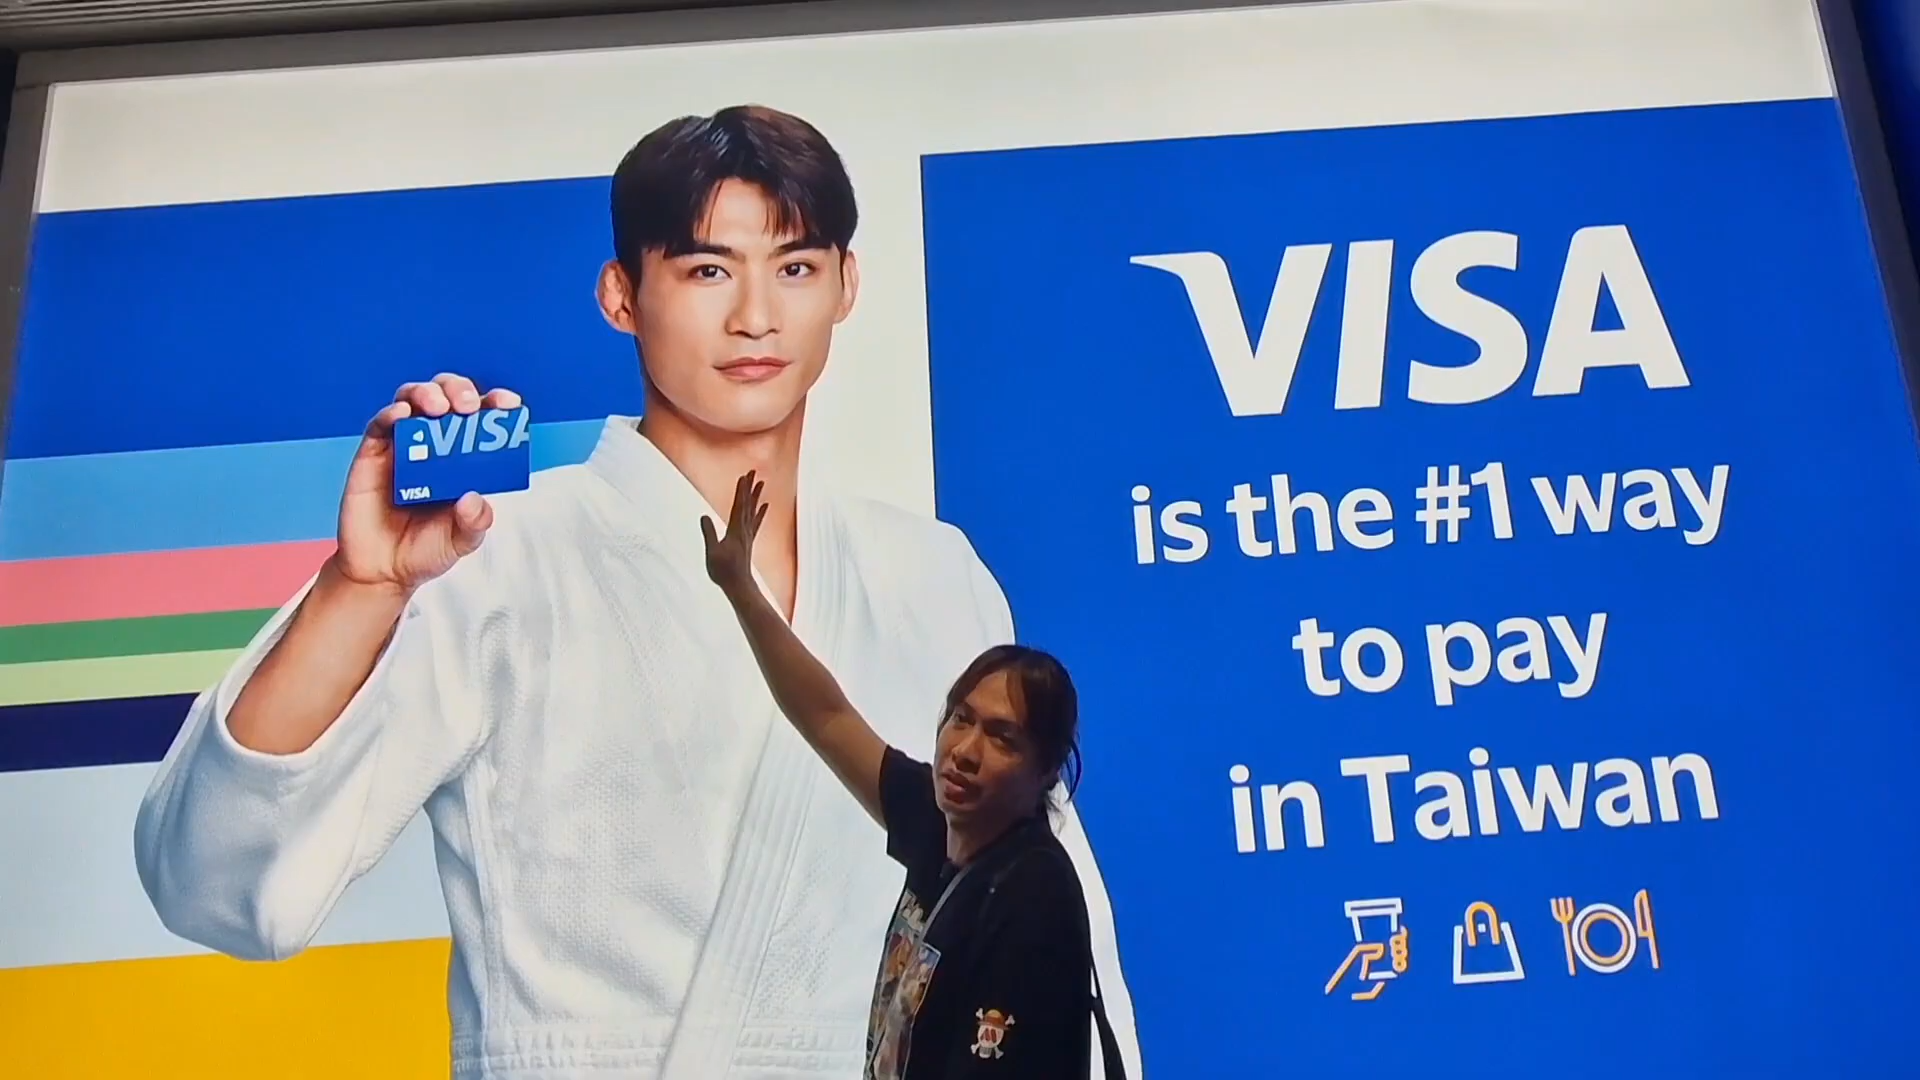 VISA
is the #1 way
to pay
in Taiwan
VISA
VISA